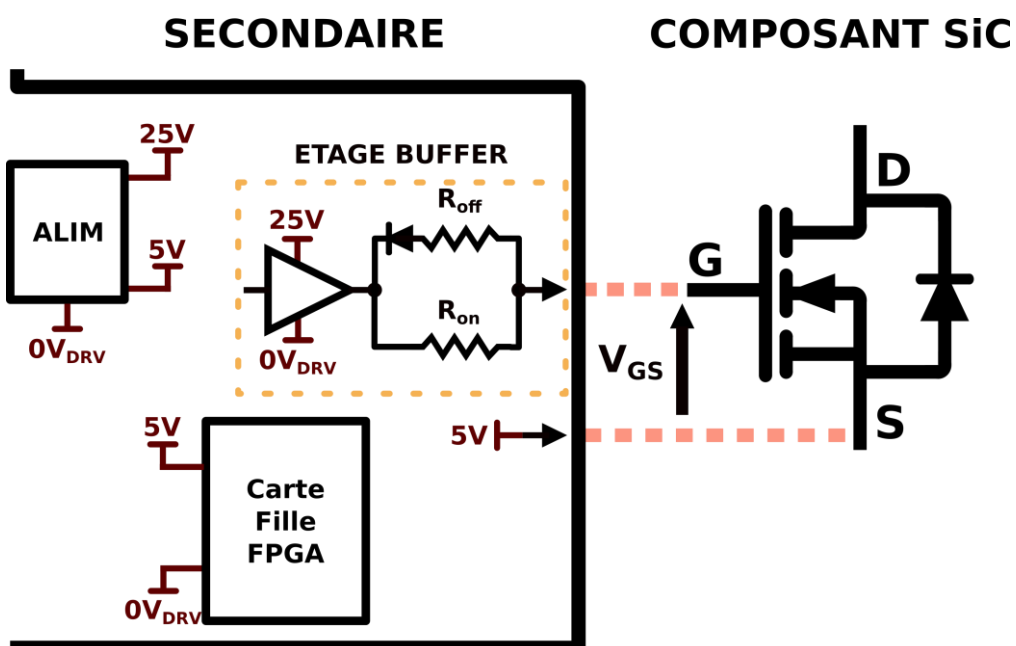 SECONDAIRE
COMPOSANT SiC
25V
ALIM
5V
0VDRV
ETAGE BUFFER
25V
Roff
Ron
0VDRV
5V
Carte
Fille
FPGA
0VDRV
5V
G
D
S
VGS